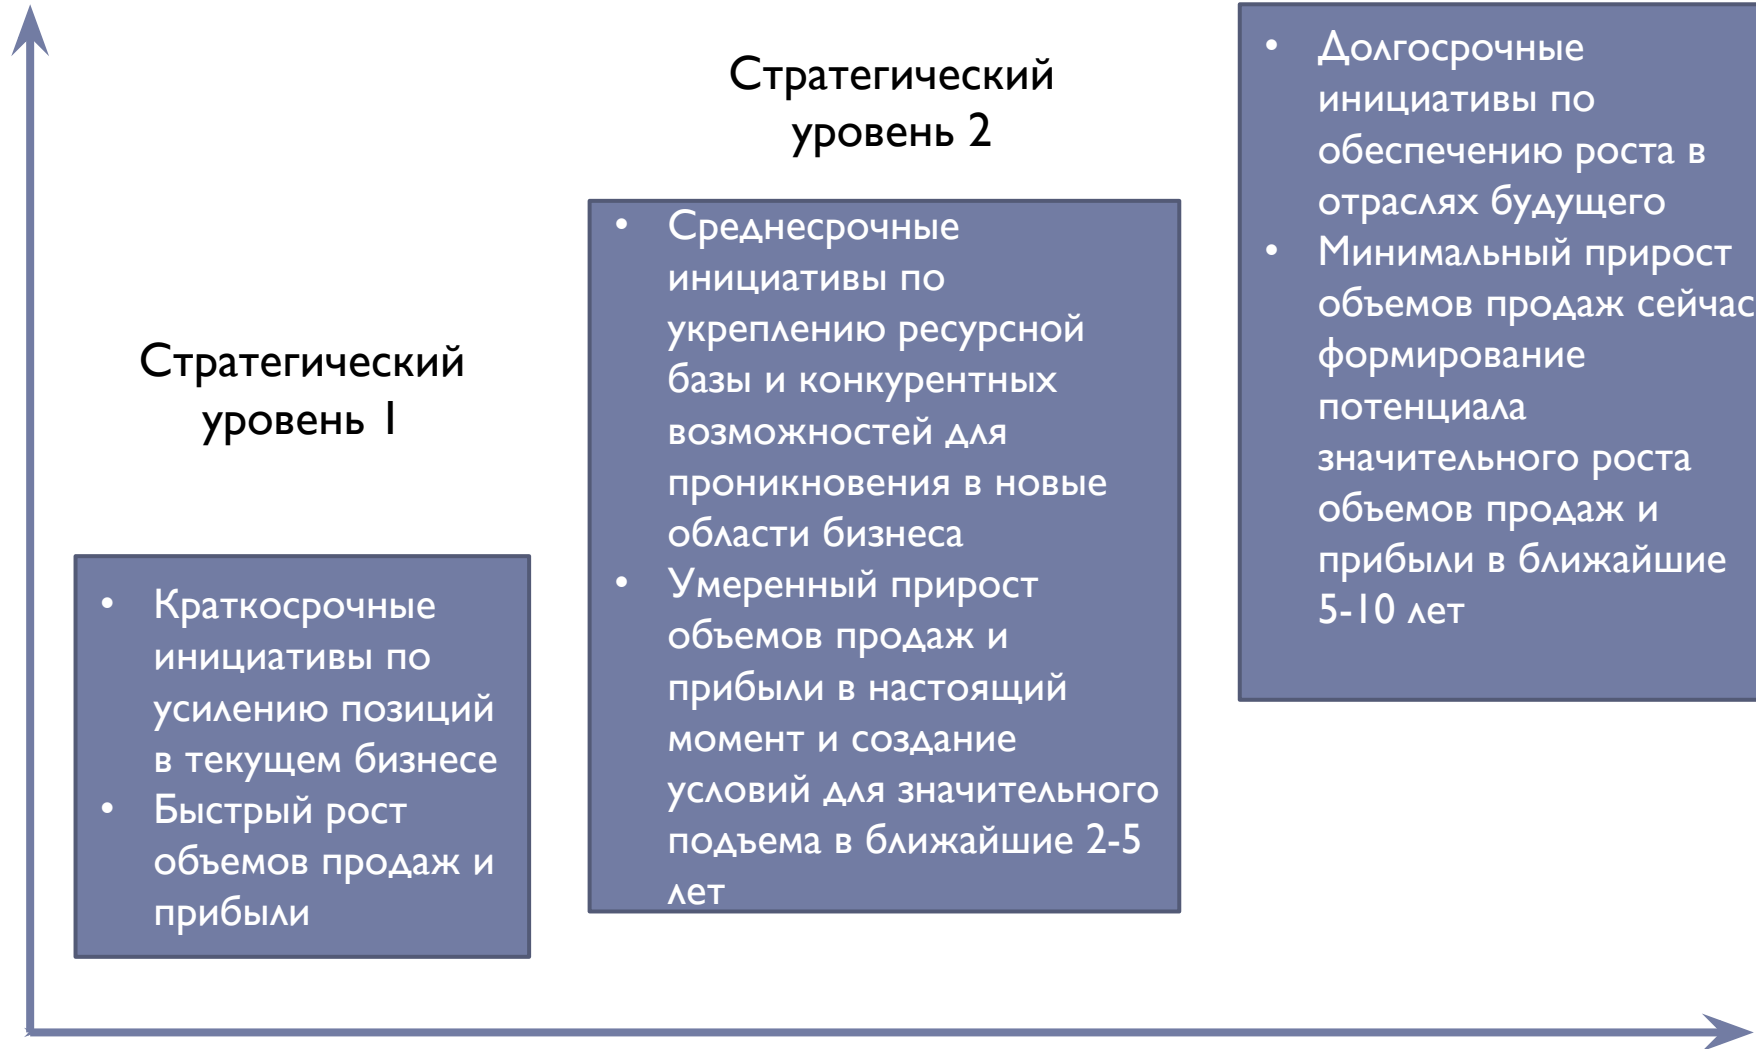 Стратегический
уровень 1
• Краткосрочные
инициативы по
усилению позиций
в текущем бизнесе
• Быстрый рост
объемов продаж и
прибыли
Стратегический
уровень 2
• Среднесрочные
инициативы по
укреплению ресурсной
базы и конкурентных
возможностей для
проникновения в новые
области бизнеса
• Умеренный прирост
объемов продаж и
прибыли в настоящий
момент и создание
условий для значительного
подъема в ближайшие 2-5
лет
• Долгосрочные
инициативы по
обеспечению роста в
отраслях будущего
• Минимальный прирост
объемов продаж сейчас
формирование
потенциала
значительного роста
объемов продаж и
прибыли в ближайшие
5-10 лет